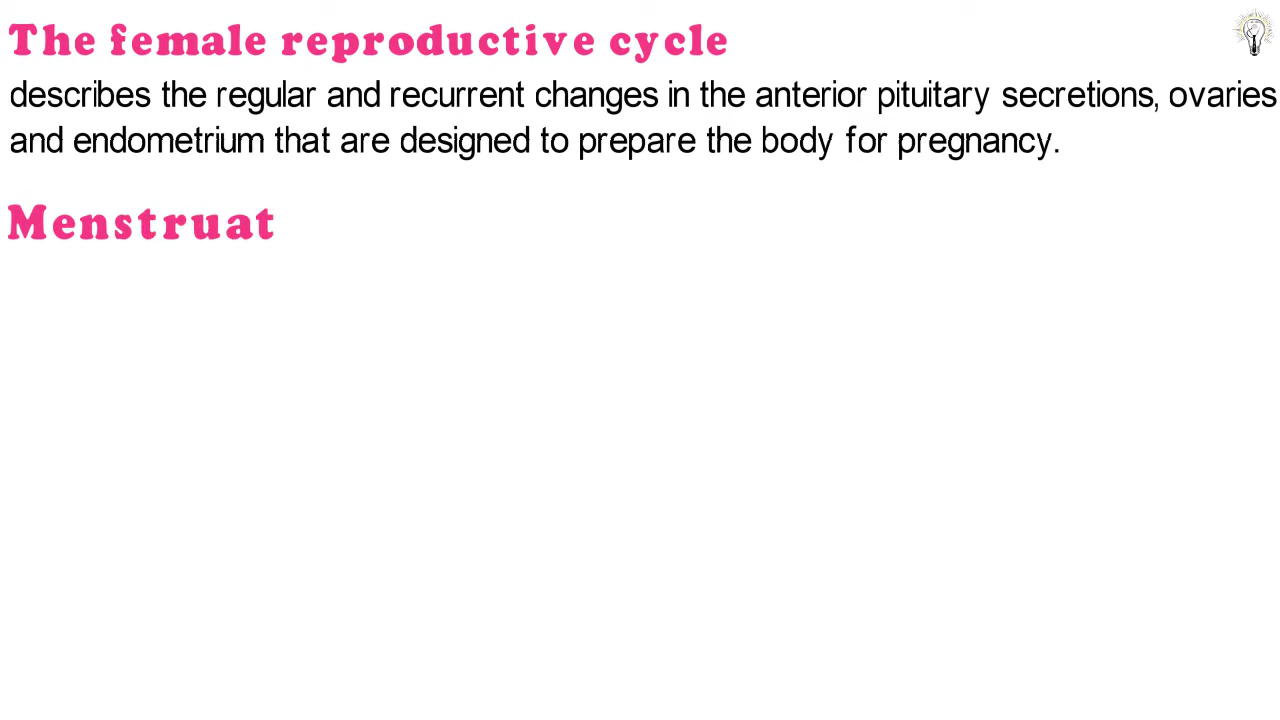 The female reproductive cycle
describes the regular and recurrent changes in the anterior pituitary secretions, ovaries
and endometrium that are designed to prepare the body for pregnancy.
Menstruat